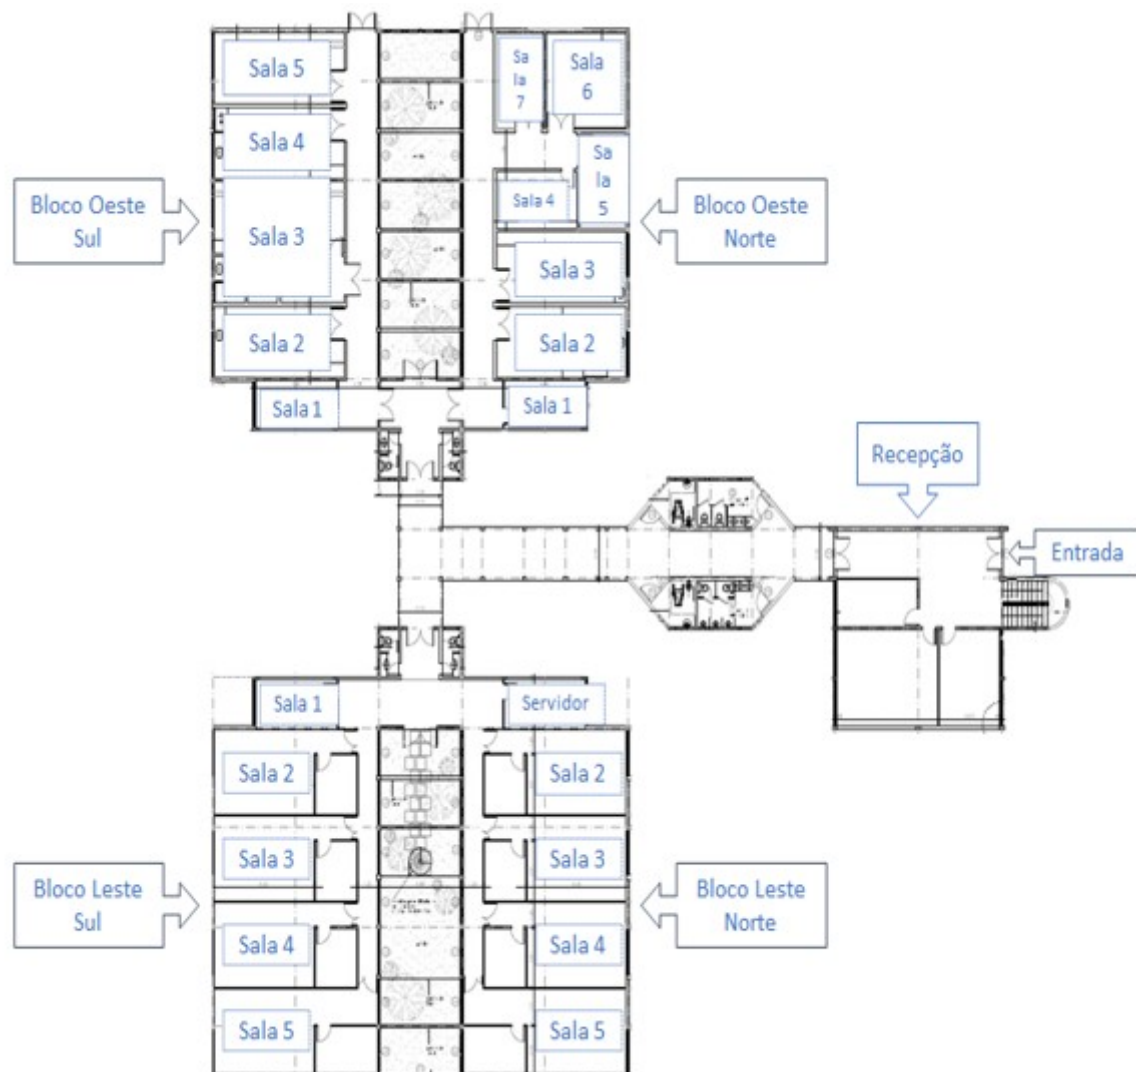 Sala 5
Sala 4
Sala 3
Sala 2
Sala 1
Bloco Oeste
Sul
Sa
la
7
Sala
6
Sa
la
5
Sala 4
Sala 3
Sala 2
Sala 1
Bloco Oeste
Norte
Recepção
Entrada
Sala 1
Servidor
Sala 2
Sala 3
Sala 4
Sala 5
Bloco Leste
Sul
Sala 2
Sala 3
Sala 4
Sala 5
Bloco Leste
Norte